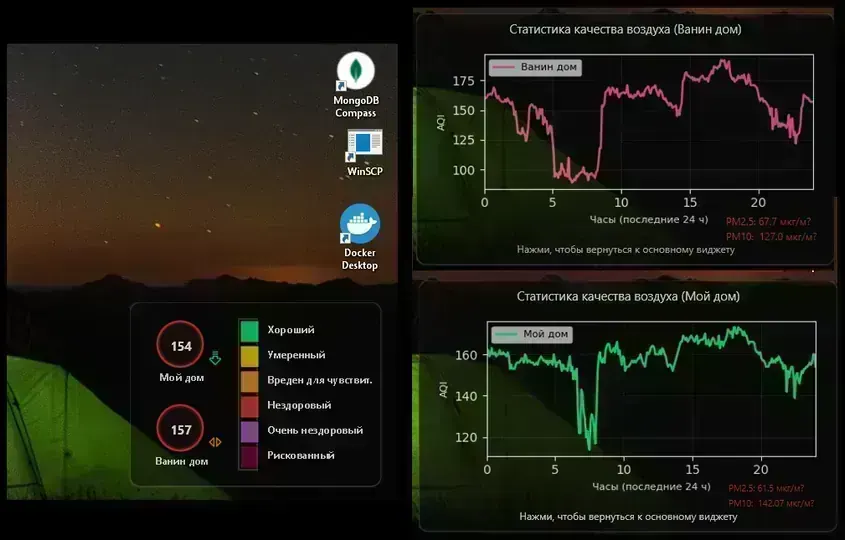 MongoDB
Compass
WinSCP
Docker
Desktop
154
Мой дом
157
Ванин дом
Хороший
Умеренный
Вреден для чувствит.
Нездоровый
Очень нездоровый
Рискованный
Статистика качества воздуха (Ванин дом)
Ванин дом
AQI
175
150
125
100
0 5 10 15 20
Часы (последние 24 ч)
PM2.5: 67.7 мкг/м?
PM10: 127.0 мкг/м?
Нажми, чтобы вернуться к основному виджету
Статистика качества воздуха (Мой дом)
Мой дом
AQI
160
140
120
0 5 10 15 20
Часы (последние 24 ч)
PM2.5: 61.5 мкг/м?
PM10: 142.07 мкг/м?
Нажми, чтобы вернуться к основному виджету